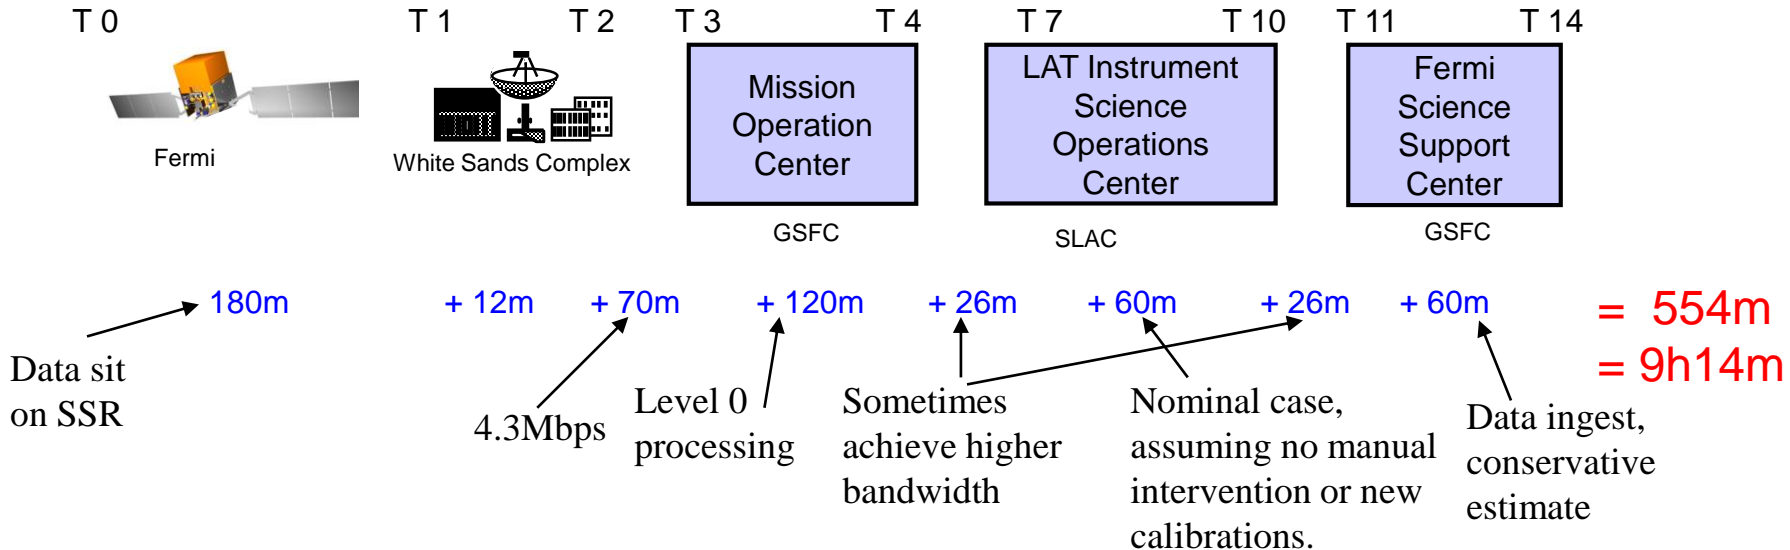 T 0 T 1 T 2 T 3 T 4 T 7 T 10 T 11 T 14
Fermi
White Sands Complex
Mission
Operation
Center
LAT Instrument
Science
Operations
Center
Fermi
Science
Support
Center
GSFC
SLAC
GSFC
180m + 12m + 70m + 120m + 26m + 60m + 26m + 60m = 554m
= 9h14m
Data sit
on SSR
4.3Mbps
Level 0
processing
Sometimes
achieve higher
bandwidth
Nominal case,
assuming no manual
intervention or new
calibrations.
Data ingest,
conservative
estimate